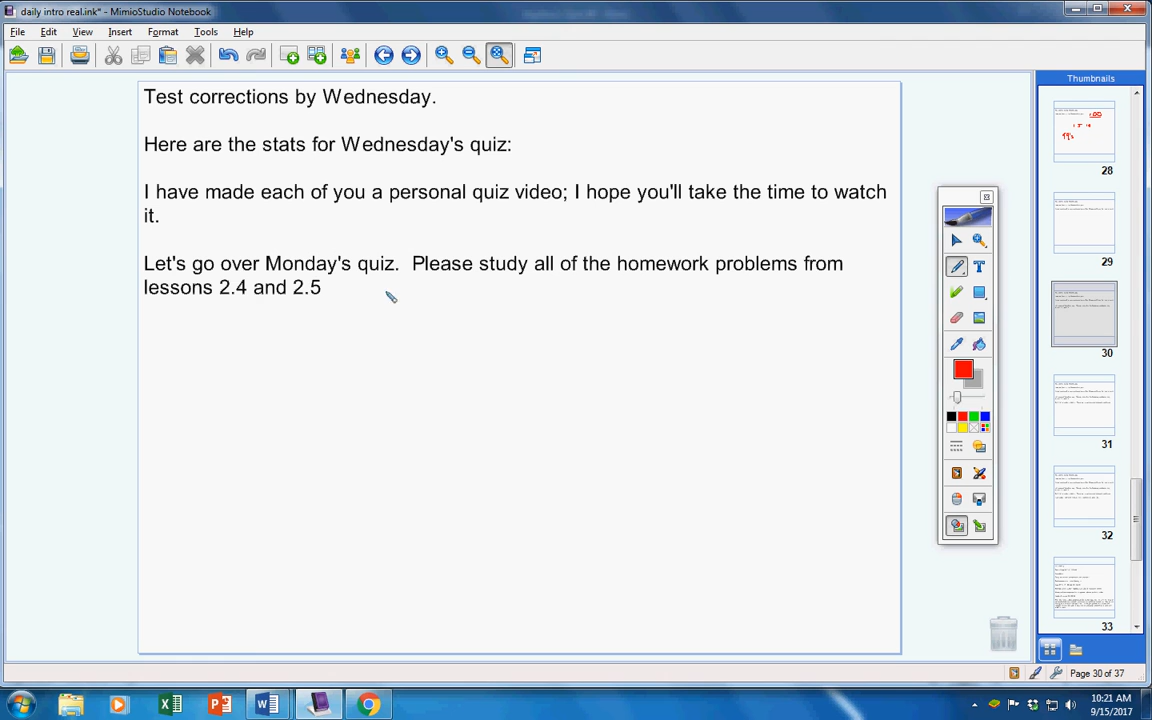 daily intro real.ink* - MimioStudio Notebook
File Edit View Insert Format Tools Help
Test corrections by Wednesday.
Here are the stats for Wednesday's quiz:
I have made each of you a personal quiz video; I hope you'll take the time to watch
it.
Let's go over Monday's quiz.  Please study all of the homework problems from
lessons 2.4 and 2.5
Thumbnails
28
29
30
31
32
33
Page 30 of 37
10:21 AM
9/15/2017